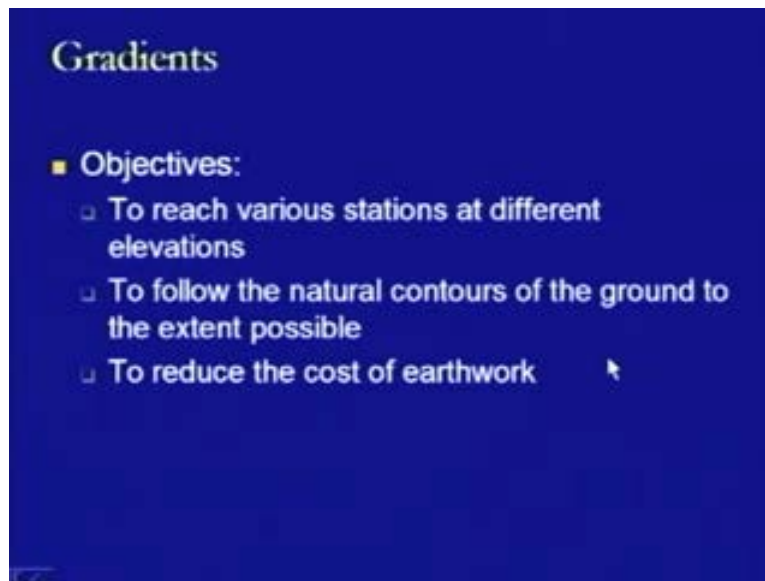 Gradients
Objectives:
To reach various stations at different
elevations
To follow the natural contours of the ground to
the extent possible
To reduce the cost of earthwork